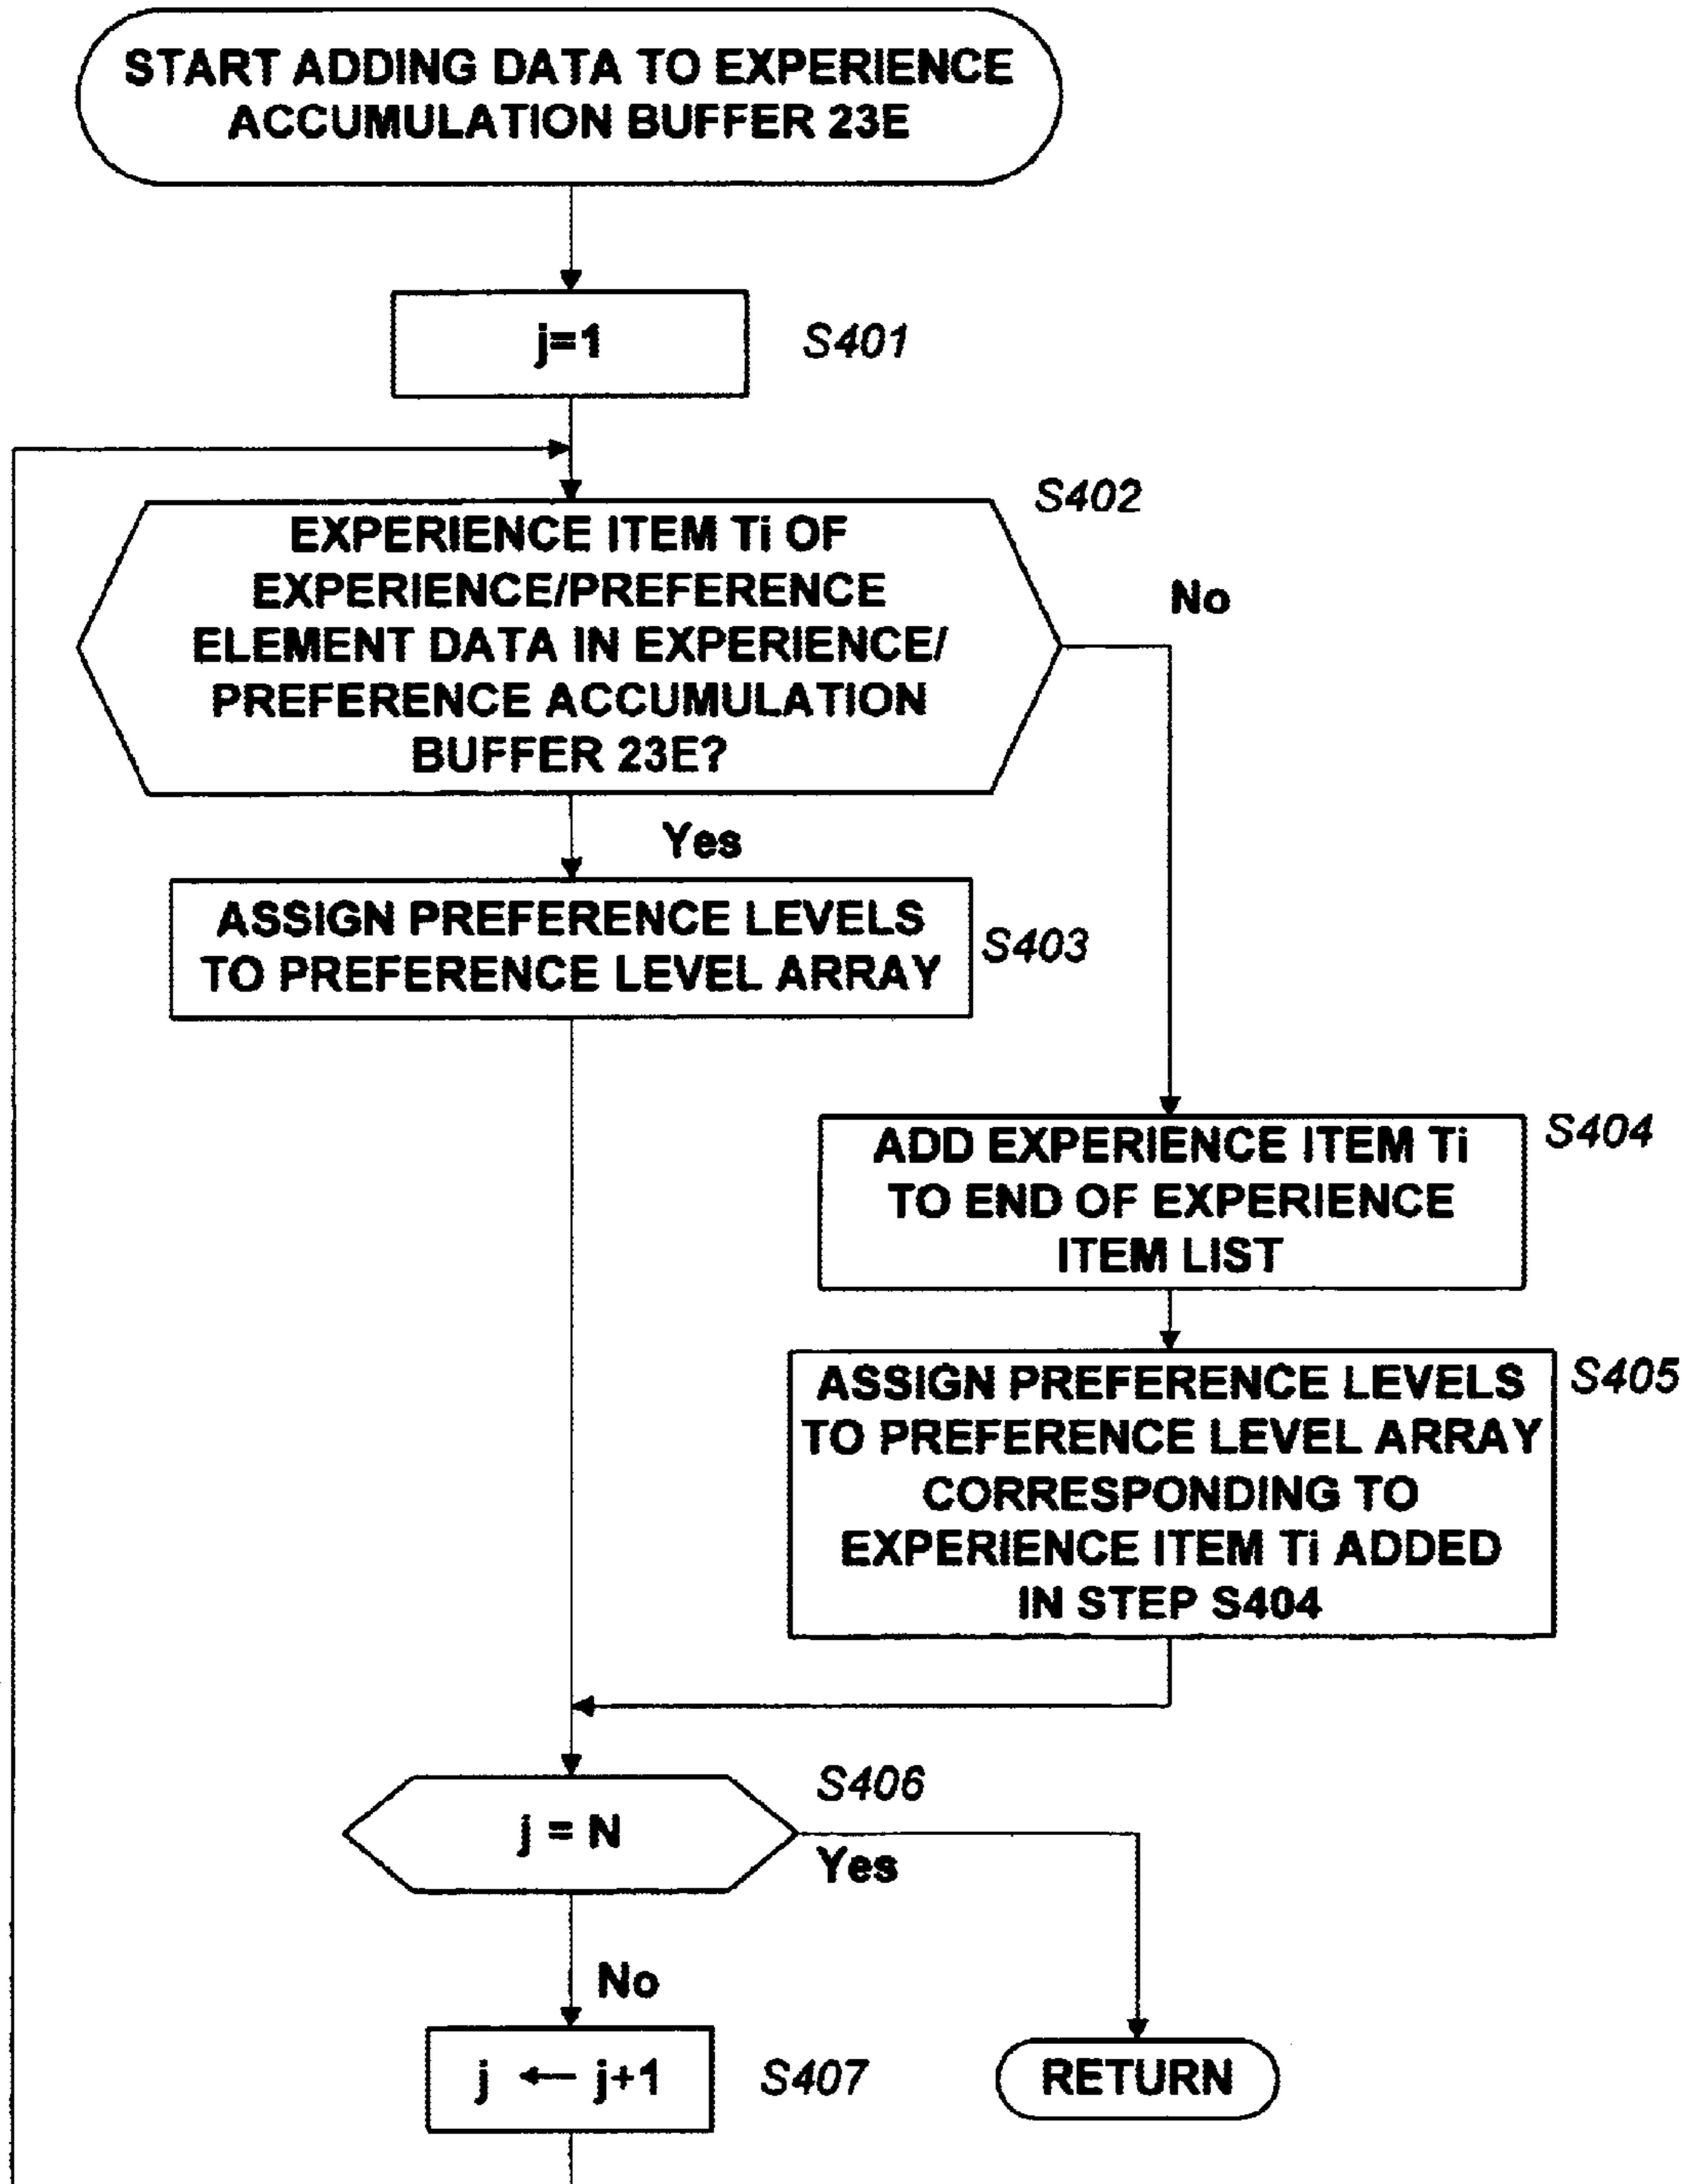 START ADDING DATA TO EXPERIENCE
ACCUMULATION BUFFER 23E
j=1
S401
S402
EXPERIENCE ITEM Ti OF
EXPERIENCE/PREFERENCE
ELEMENT DATA IN EXPERIENCE/
PREFERENCE ACCUMULATION
BUFFER 23E?
No
Yes
ASSIGN PREFERENCE LEVELS
TO PREFERENCE LEVEL ARRAY
S403
ADD EXPERIENCE ITEM Ti
TO END OF EXPERIENCE
ITEM LIST
S404
ASSIGN PREFERENCE LEVELS
TO PREFERENCE LEVEL ARRAY
CORRESPONDING TO
EXPERIENCE ITEM Ti ADDED
IN STEP S404
S405
j = N
S406
Yes
No
j ← j+1
S407
RETURN